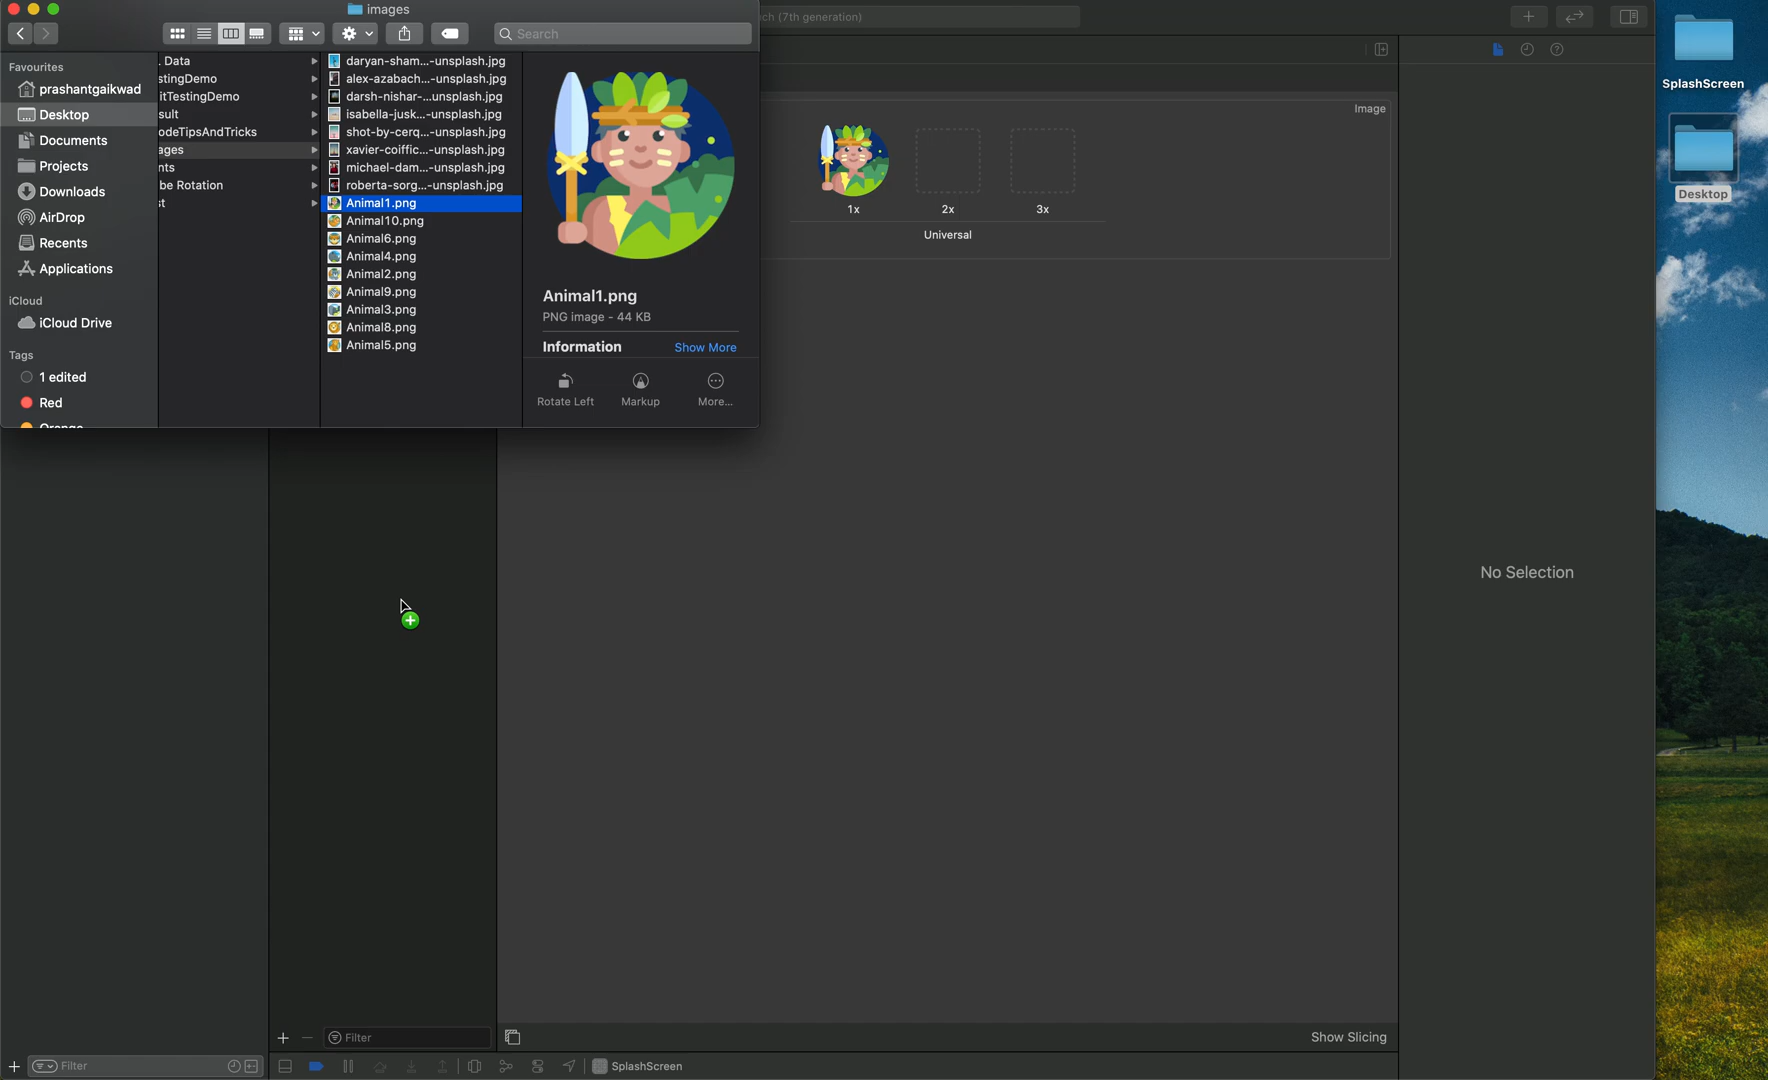 images
ch (7th generation)
Search
Favourites
prashantgaikwad
Desktop
Documents
Projects
Downloads
AirDrop
Recents
Applications
iCloud
iCloud Drive
Tags
1 edited
Red
Orange
. Data
stingDemo
itTestingDemo
sult
odeTipsAndTricks
ages
nts
be Rotation
st
daryan-sham...-unsplash.jpg
alex-azabach...-unsplash.jpg
darsh-nishar-...unsplash.jpg
isabella-jusk...-unsplash.jpg
shot-by-cerq...-unsplash.jpg
xavier-coiffic...-unsplash.jpg
michael-dam...-unsplash.jpg
roberta-sorg...-unsplash.jpg
Animal1.png
Animal10.png
Animal6.png
Animal4.png
Animal2.png
Animal9.png
Animal3.png
Animal8.png
Animal5.png
Animal1.png
PNG image - 44 KB
Information Show More
Rotate Left Markup More...
Image
1x 2x 3x
Universal
No Selection
SplashScreen
Desktop
Filter
Show Slicing
Filter
SplashScreen